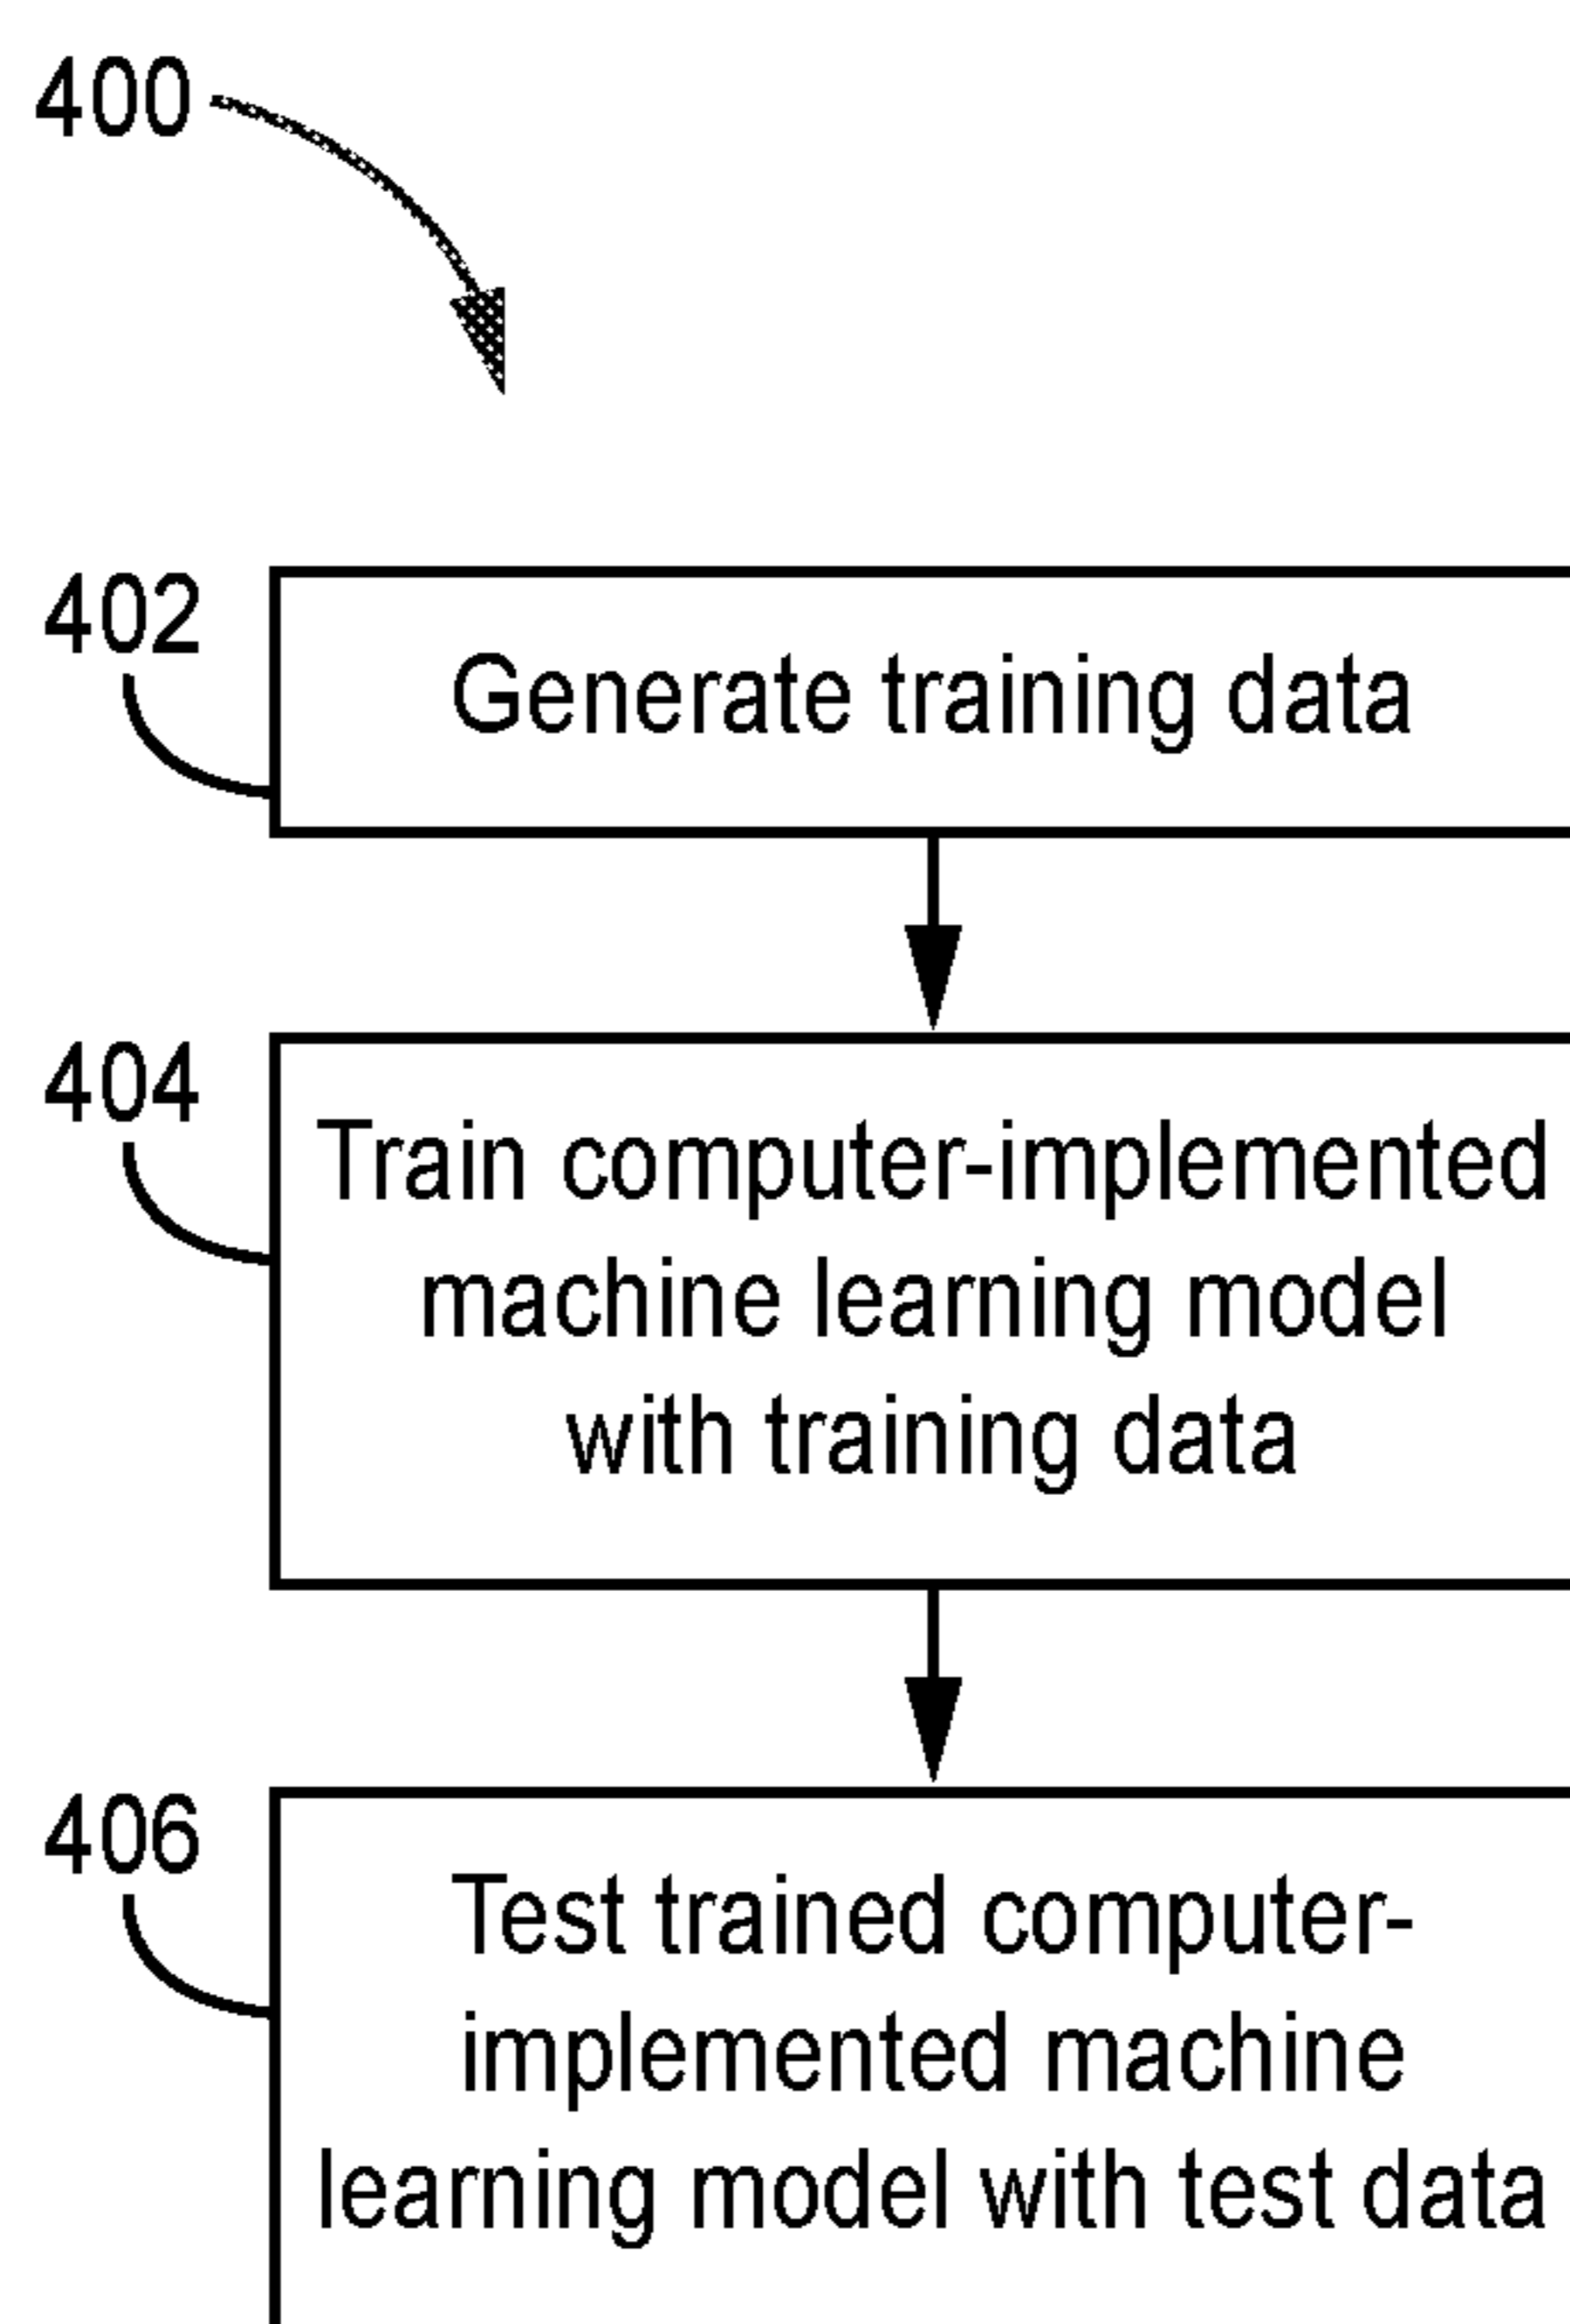 400
402
Generate training data
404
Train computer-implemented
machine learning model
with training data
406
Test trained computer-
implemented machine
learning model with test data